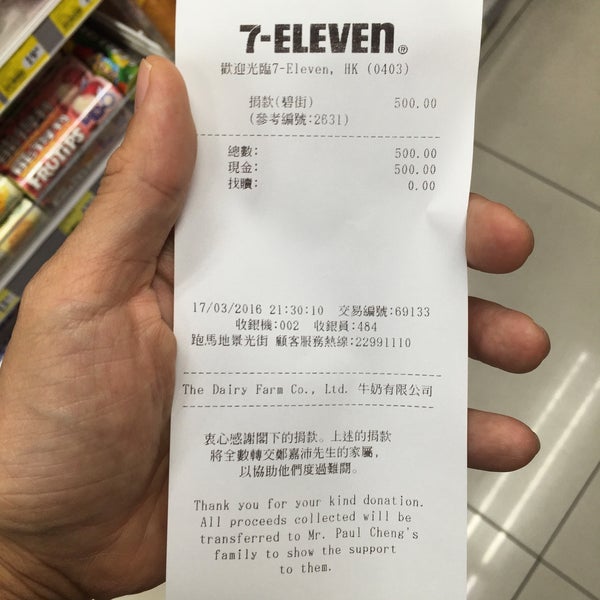 7-ELEVEN®
歡迎光臨7-Eleven, HK (0403)
捐款(碧街) 500.00
(參考編號:2631)
總數: 500.00
現金: 500.00
找贖: 0.00
17/03/2016 21:30:10 交易編號:69133
收銀機:002 收銀員:484
跑馬地景光街 顧客服務熱線:22991110
The Dairy Farm Co., Ltd. 牛奶有限公司
衷心感謝閣下的捐款。上述的捐款
將全數轉交鄭嘉沛先生的家屬,
以協助他們度過難關。
Thank you for your kind donation.
All proceeds collected will be
transferred to Mr. Paul Cheng's
family to show the support
to them.
FRUTIPS